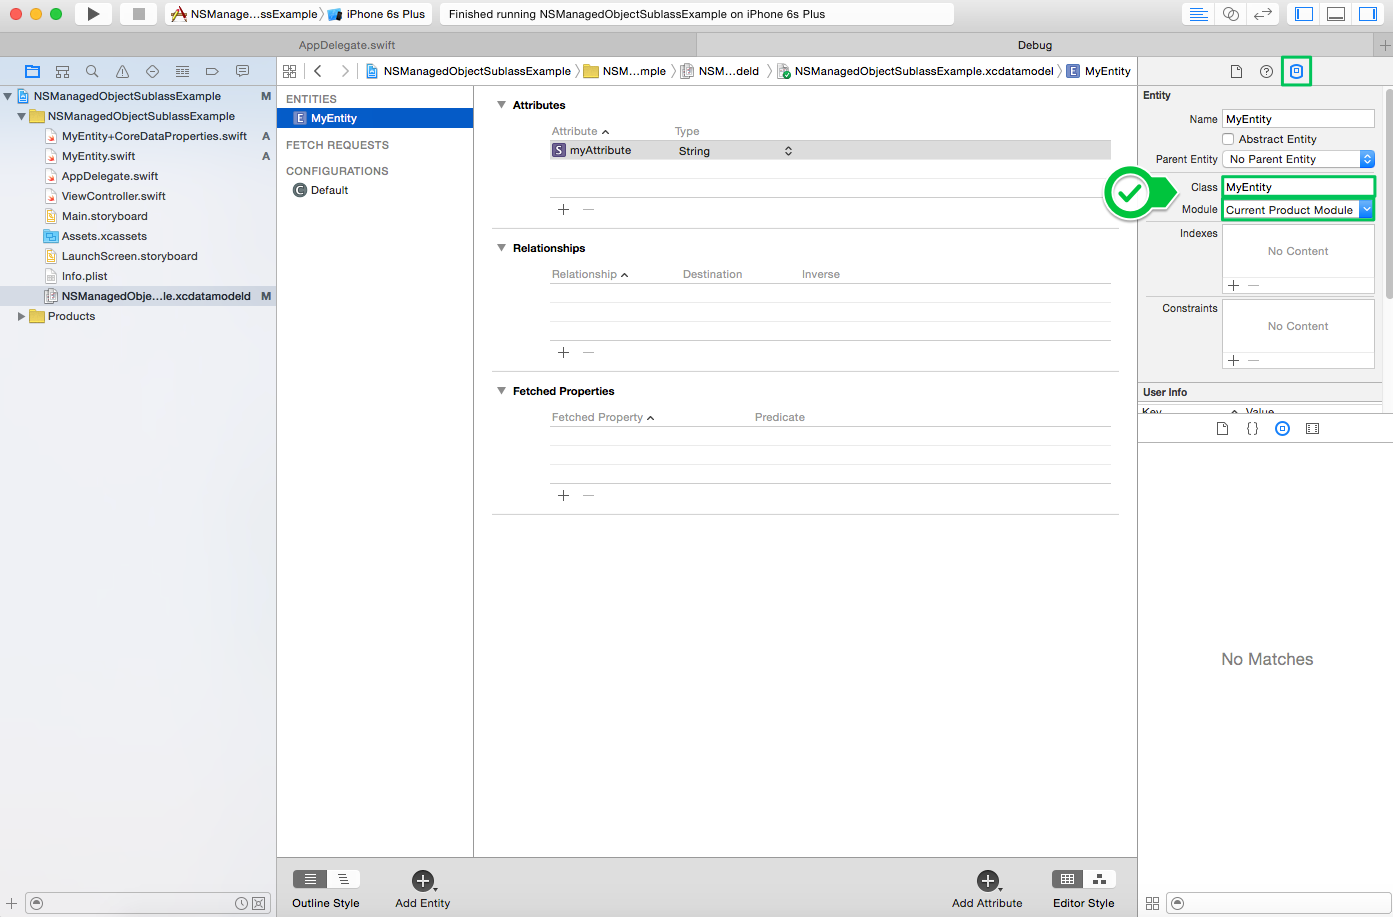 NSManage...ssExample
iPhone 6s Plus
Finished running NSManagedObjectSublassExample on iPhone 6s Plus
AppDelegate.swift
Debug
NSManagedObjectSublassExample M
NSManagedObjectSublassExample
MyEntity+CoreDataProperties.swift A
MyEntity.swift A
AppDelegate.swift
ViewController.swift
Main.storyboard
Assets.xcassets
LaunchScreen.storyboard
Info.plist
NSManagedObje...le.xcdatamodeld M
Products
NSManagedObjectSublassExample
NSM...mple
NSM...deld
NSManagedObjectSublassExample.xcdatamodel
E MyEntity
ENTITIES
E MyEntity
FETCH REQUESTS
CONFIGURATIONS
C Default
Attributes
Attribute Type
S myAttribute String
Relationships
Relationship Destination Inverse
Fetched Properties
Fetched Property Predicate
Outline Style
Add Entity
Add Attribute
Editor Style
Entity
Name MyEntity
Abstract Entity
Parent Entity No Parent Entity
Class MyEntity
Module Current Product Module
Indexes
No Content
Constraints
No Content
User Info
Key Value
No Matches